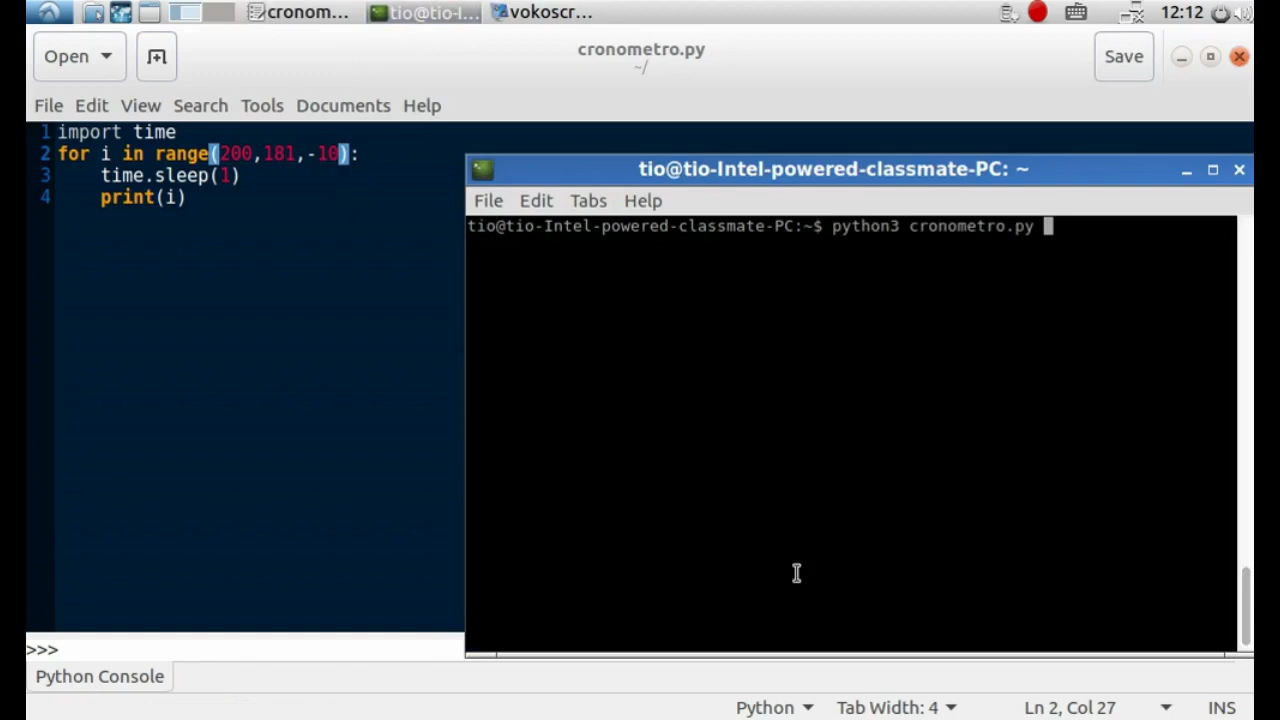 cronom...
tio@tio-I...
vokoscr...
12:12
Open
cronometro.py
~/
Save
File Edit View Search Tools Documents Help
1 import time
2 for i in range(200,181,-10):
3     time.sleep(1)
4     print(i)
tio@tio-Intel-powered-classmate-PC: ~
File Edit Tabs Help
tio@tio-Intel-powered-classmate-PC:~$ python3 cronometro.py
>>>
Python Console
Python Tab Width: 4 Ln 2, Col 27 INS